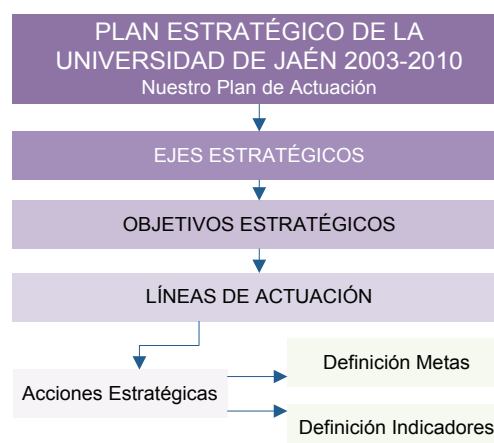 PLAN ESTRATÉGICO DE LA
UNIVERSIDAD DE JAÉN 2003-2010
Nuestro Plan de Actuación
EJES ESTRATÉGICOS
OBJETIVOS ESTRATÉGICOS
LÍNEAS DE ACTUACIÓN
Acciones Estratégicas
Definición Metas
Definición Indicadores